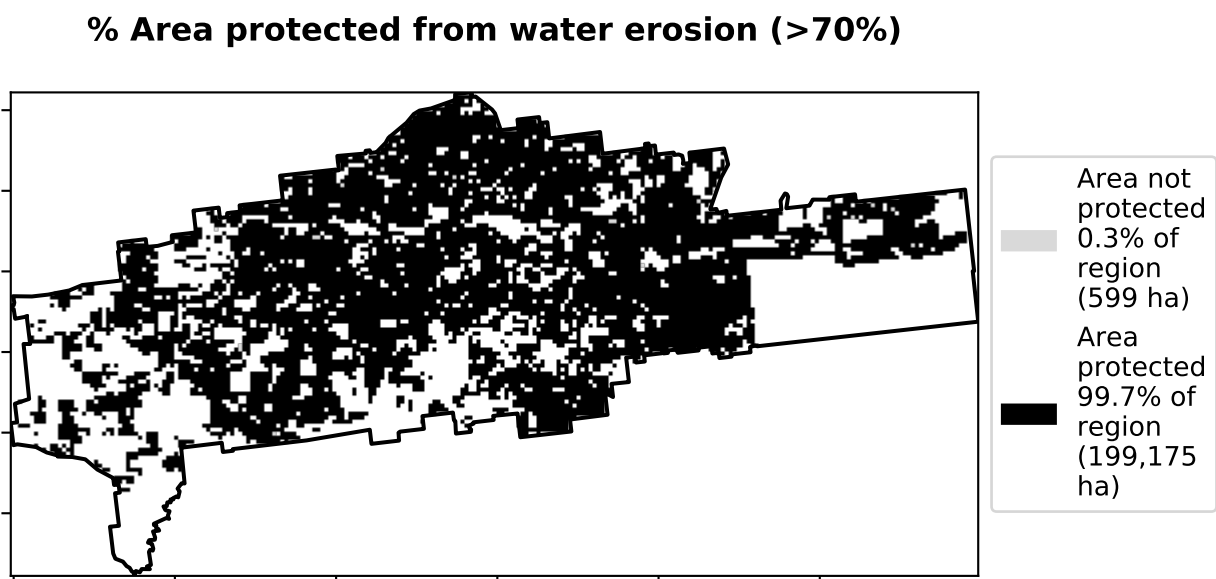 % Area protected from water erosion (>70%)
Area not
protected
0.3% of
region
(599 ha)
Area
protected
99.7% of
region
(199,175
ha)